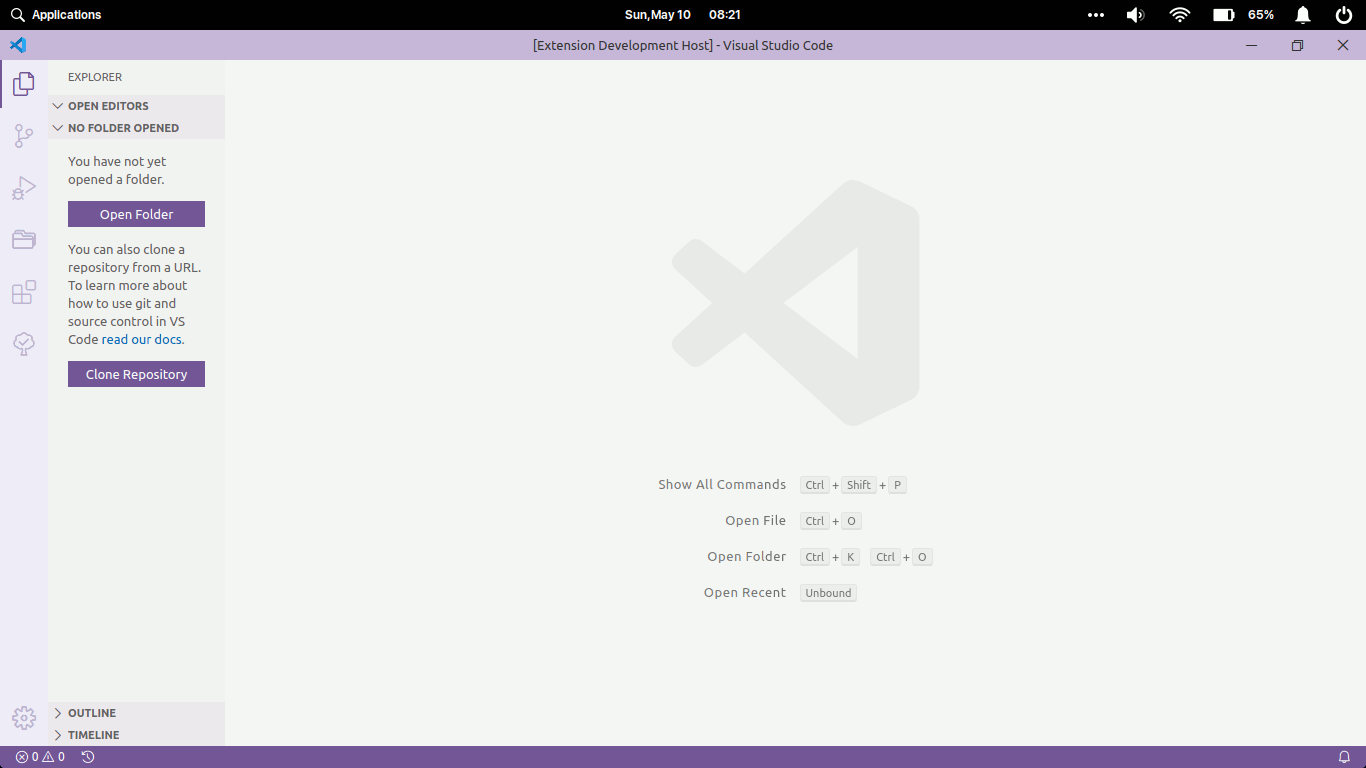 Applications
Sun, May 10 08:21
65%
[Extension Development Host] - Visual Studio Code
EXPLORER
OPEN EDITORS
NO FOLDER OPENED
You have not yet
opened a folder.
Open Folder
You can also clone a
repository from a URL.
To learn more about
how to use git and
source control in VS
Code read our docs.
Clone Repository
Show All Commands Ctrl + Shift + P
Open File Ctrl + O
Open Folder Ctrl + K Ctrl + O
Open Recent Unbound
OUTLINE
TIMELINE
0 0